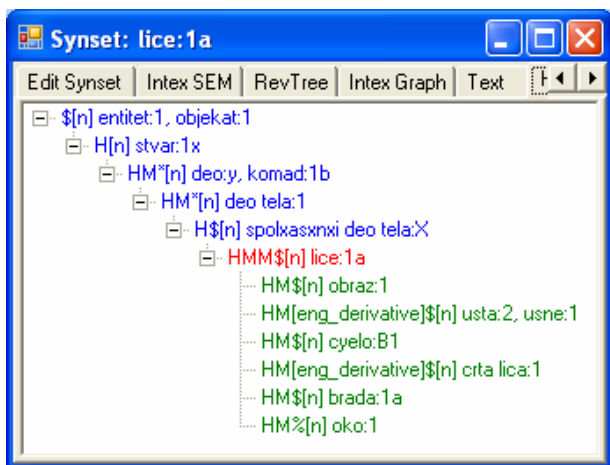 Synset: lice:1a
Edit Synset Intex SEM RevTree Intex Graph Text
$[n] entitet:1, objekat:1
H[n] stvar:1x
HM*[n] deo:y, komad:1b
HM*[n] deo tela:1
H$[n] spolxasxnxi deo tela:X
HMM$[n] lice:1a
HM$[n] obraz:1
HM[eng_derivative]$[n] usta:2, usne:1
HM$[n] cyelo:B1
HM[eng_derivative]$[n] crta lica:1
HM$[n] brada:1a
HM%[n] oko:1